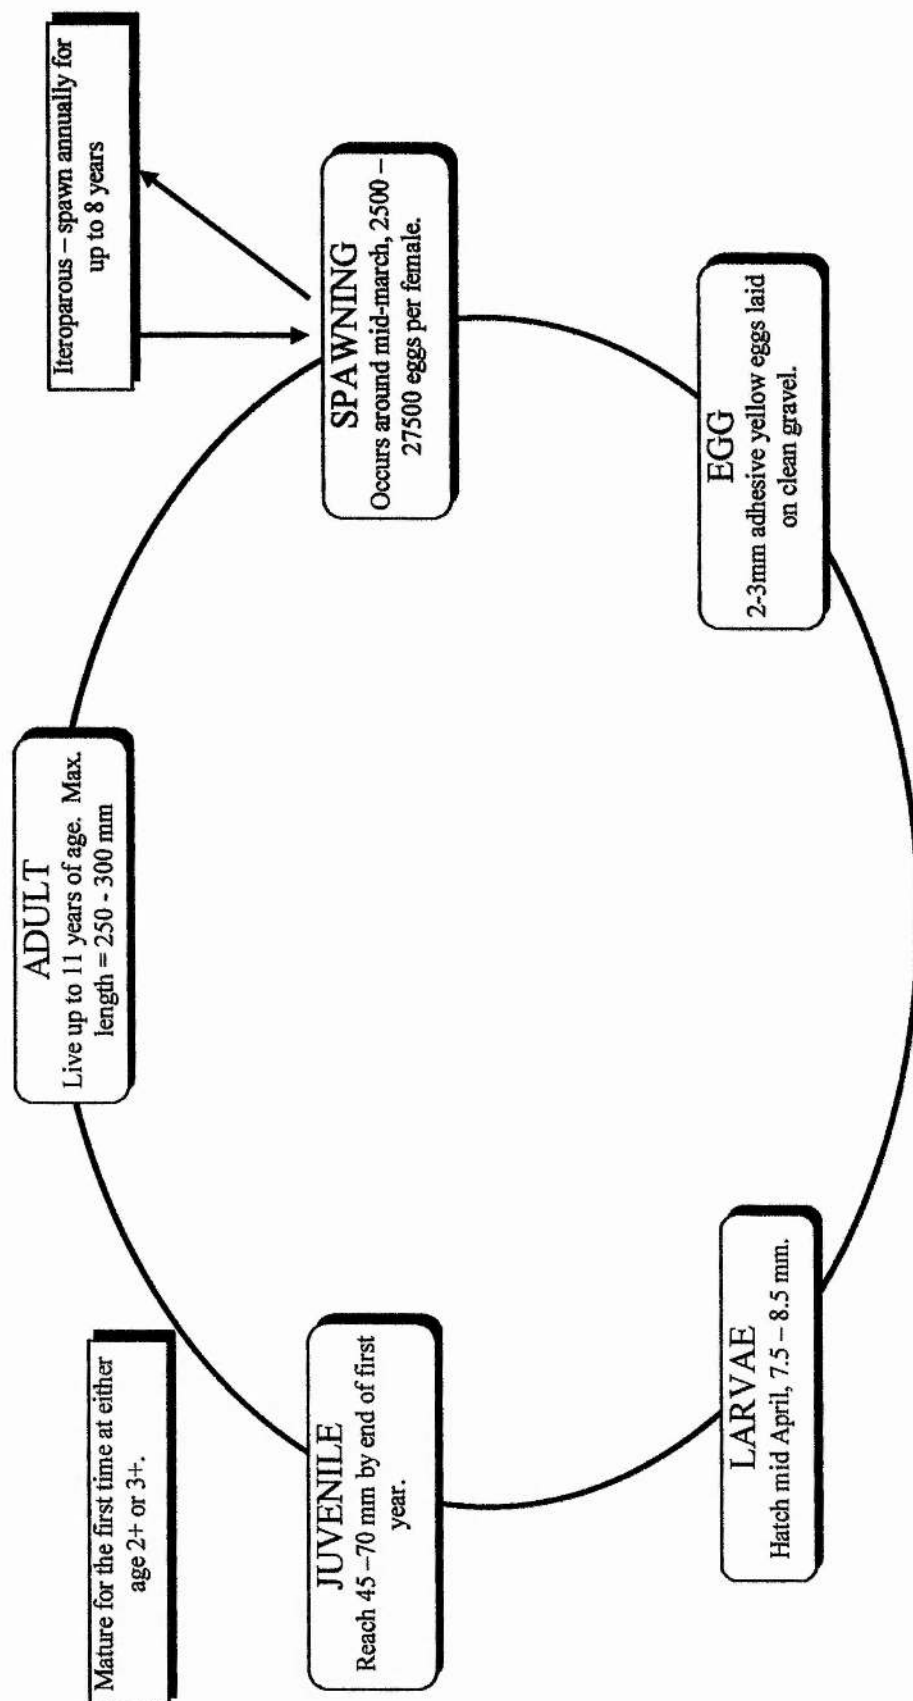 ADULT
Live up to 11 years of age. Max.
length = 250 - 300 mm
Iteroparous – spawn annually for
up to 8 years
Mature for the first time at either
age 2+ or 3+.
SPAWNING
Occurs around mid-march, 2500 –
27500 eggs per female.
JUVENILE
Reach 45 –70 mm by end of first
year.
EGG
2-3mm adhesive yellow eggs laid
on clean gravel.
LARVAE
Hatch mid April, 7.5 – 8.5 mm.